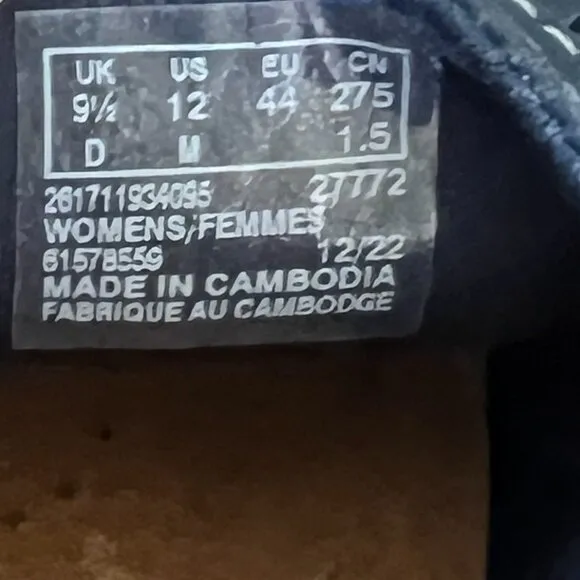 UK US EU CN
9½ 12 44 275
D M 1.5
261711934095 27772
WOMENS/FEMMES
61578559 12/22
MADE IN CAMBODIA
FABRIQUE AU CAMBODGE